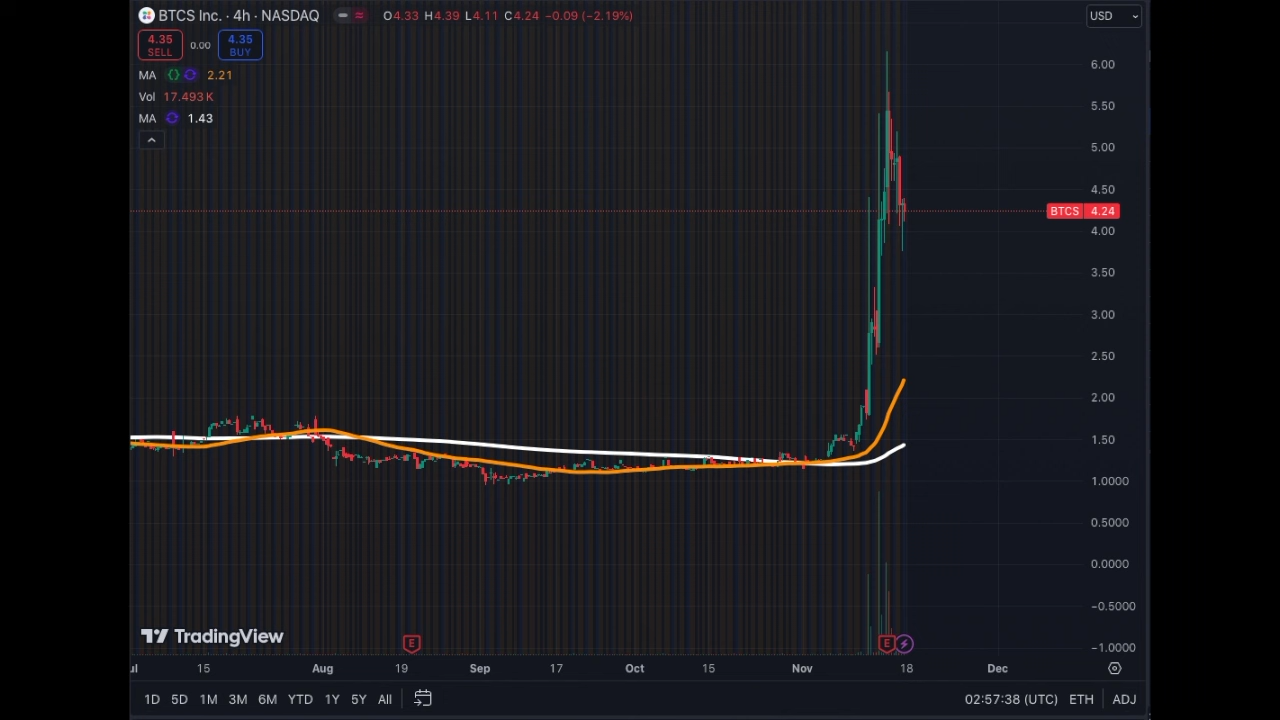 BTCS Inc. · 4h · NASDAQ O4.33 H4.39 L4.11 C4.24 −0.09 (−2.19%) USD
4.35 SELL 0.00 4.35 BUY
MA 2.21
Vol 17.493 K
MA 1.43
6.00
5.50
5.00
4.50
BTCS 4.24
4.00
3.50
3.00
2.50
2.00
1.50
1.0000
0.5000
0.0000
−0.5000
−1.0000
TradingView
E E
ul 15 Aug 19 Sep 17 Oct 15 Nov 18 Dec
1D 5D 1M 3M 6M YTD 1Y 5Y All 02:57:38 (UTC) ETH ADJ